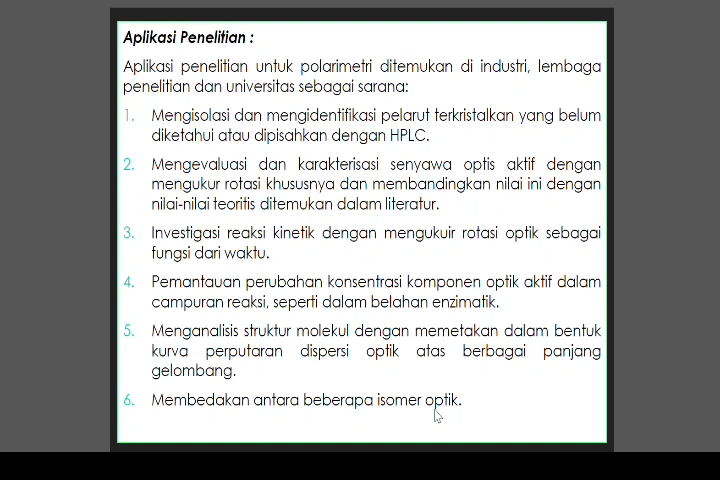 Aplikasi Penelitian :
Aplikasi penelitian untuk polarimetri ditemukan di industri, lembaga
penelitian dan universitas sebagai sarana:
1. Mengisolasi dan mengidentifikasi pelarut terkristalkan yang belum
diketahui atau dipisahkan dengan HPLC.
2. Mengevaluasi dan karakterisasi senyawa optis aktif dengan
mengukur rotasi khususnya dan membandingkan nilai ini dengan
nilai-nilai teoritis ditemukan dalam literatur.
3. Investigasi reaksi kinetik dengan mengukuir rotasi optik sebagai
fungsi dari waktu.
4. Pemantauan perubahan konsentrasi komponen optik aktif dalam
campuran reaksi, seperti dalam belahan enzimatik.
5. Menganalisis struktur molekul dengan memetakan dalam bentuk
kurva perputaran dispersi optik atas berbagai panjang
gelombang.
6. Membedakan antara beberapa isomer optik.